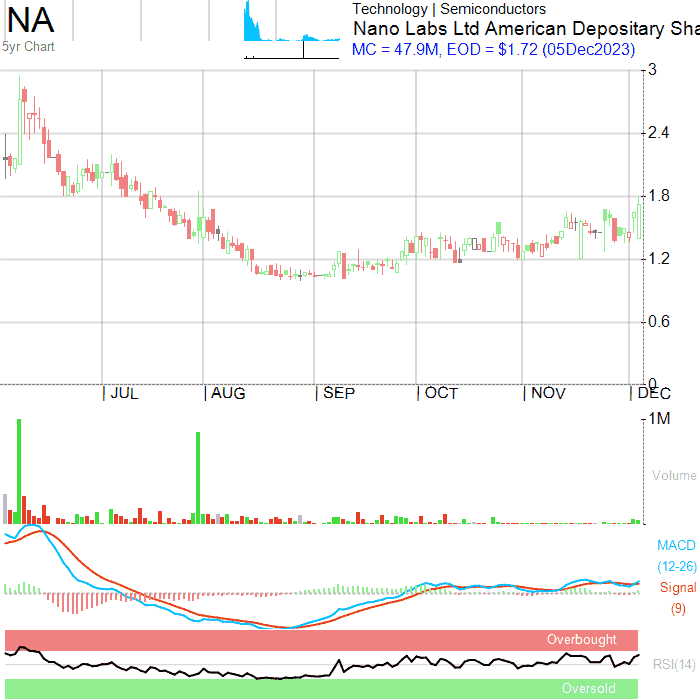 NA
5yr Chart
Technology | Semiconductors
Nano Labs Ltd American Depositary Sha
MC = 47.9M, EOD = $1.72 (05Dec2023)
3
2.4
1.8
1.2
0.6
0
| JUL | AUG | SEP | OCT | NOV | DEC
1M
Volume
MACD
(12-26)
Signal
(9)
Overbought
RSI(14)
Oversold